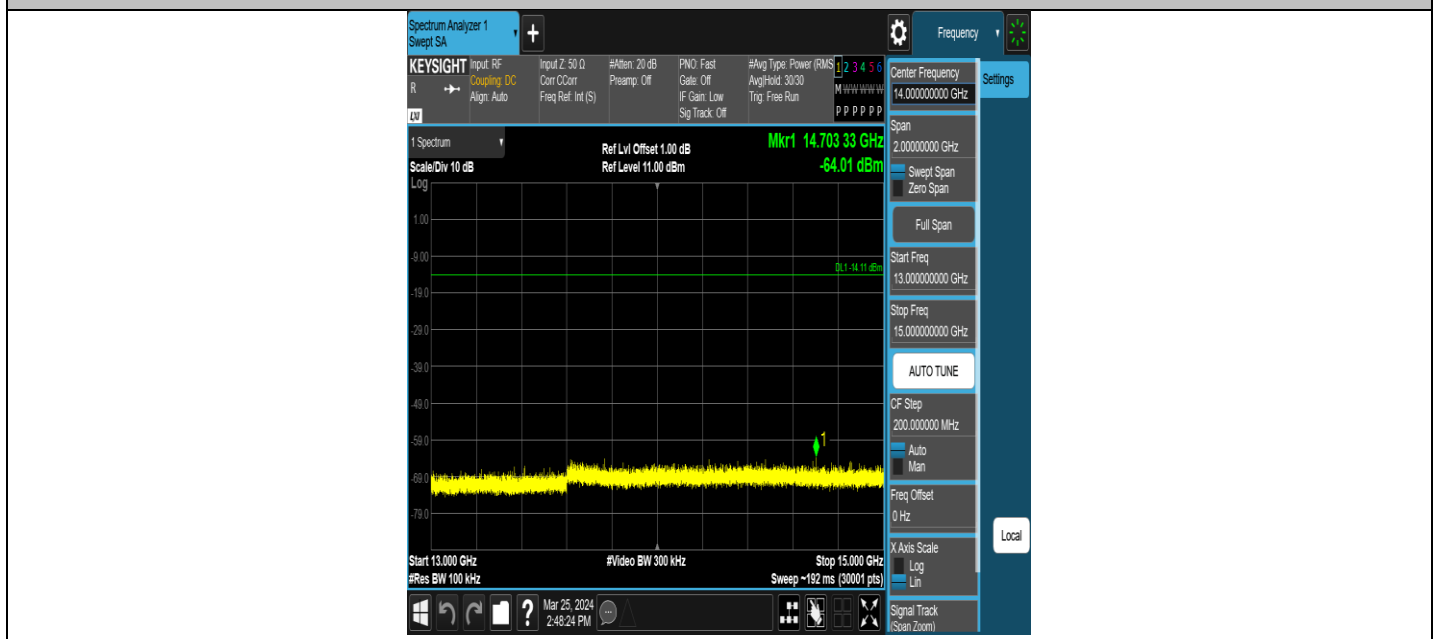 Spectrum Analyzer 1
Swept SA
+
Frequency
KEYSIGHT
R
LXI
Input: RF
Coupling: DC
Align: Auto
Input Z: 50 Ω
Corr CCorr
Freq Ref: Int (S)
#Atten: 20 dB
Preamp: Off
PNO: Fast
Gate: Off
IF Gain: Low
Sig Track: Off
#Avg Type: Power (RMS
Avg|Hold: 30/30
Trig: Free Run
1 2 3 4 5 6
M W W W W W
P P P P P P
1 Spectrum
Scale/Div 10 dB
Log
Ref Lvl Offset 1.00 dB
Ref Level 11.00 dBm
Mkr1 14.703 33 GHz
-64.01 dBm
1.00
-9.00
DL1 -14.11 dBm
-19.0
-29.0
-39.0
-49.0
-59.0
1
-69.0
-79.0
Start 13.000 GHz
#Video BW 300 kHz
Stop 15.000 GHz
#Res BW 100 kHz
Sweep ~192 ms (30001 pts)
?
Mar 25, 2024
2:48:24 PM
Center Frequency
14.000000000 GHz
Settings
Span
2.00000000 GHz
Swept Span
Zero Span
Full Span
Start Freq
13.000000000 GHz
Stop Freq
15.000000000 GHz
AUTO TUNE
CF Step
200.000000 MHz
Auto
Man
Freq Offset
0 Hz
X Axis Scale
Log
Lin
Local
Signal Track
(Span Zoom)